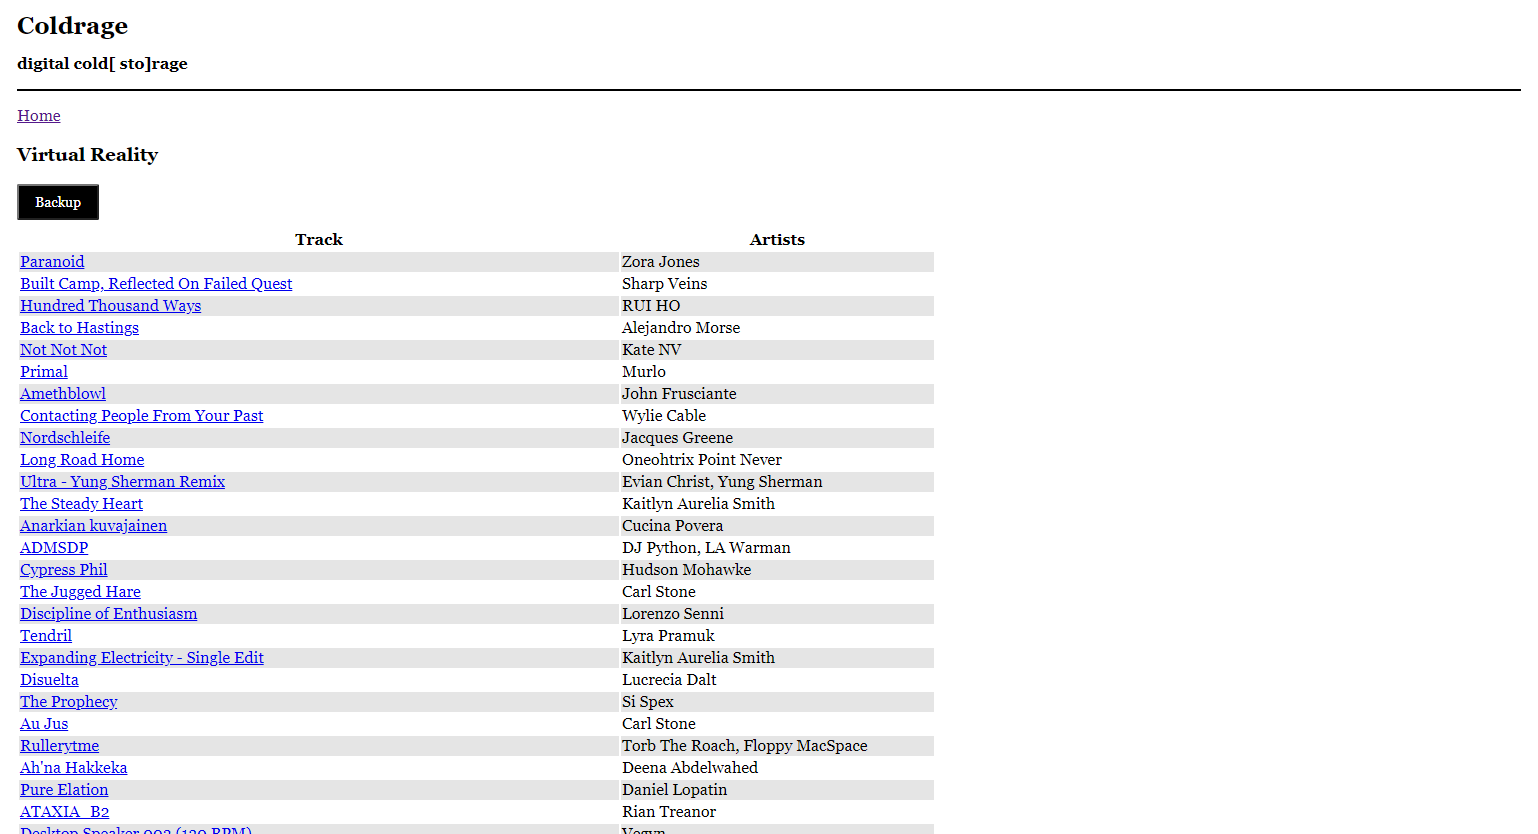 Coldrage
digital cold[ sto]rage
Home
Virtual Reality
Backup
Track Artists
Paranoid Zora Jones
Built Camp, Reflected On Failed Quest Sharp Veins
Hundred Thousand Ways RUI HO
Back to Hastings Alejandro Morse
Not Not Not Kate NV
Primal Murlo
Amethblowl John Frusciante
Contacting People From Your Past Wylie Cable
Nordschleife Jacques Greene
Long Road Home Oneohtrix Point Never
Ultra - Yung Sherman Remix Evian Christ, Yung Sherman
The Steady Heart Kaitlyn Aurelia Smith
Anarkian kuvajainen Cucina Povera
ADMSDP DJ Python, LA Warman
Cypress Phil Hudson Mohawke
The Jugged Hare Carl Stone
Discipline of Enthusiasm Lorenzo Senni
Tendril Lyra Pramuk
Expanding Electricity - Single Edit Kaitlyn Aurelia Smith
Disuelta Lucrecia Dalt
The Prophecy Si Spex
Au Jus Carl Stone
Rullerytme Torb The Roach, Floppy MacSpace
Ah'na Hakkeka Deena Abdelwahed
Pure Elation Daniel Lopatin
ATAXIA_B2 Rian Treanor
Desktop Speaker 003 (130 BPM) Vegyn